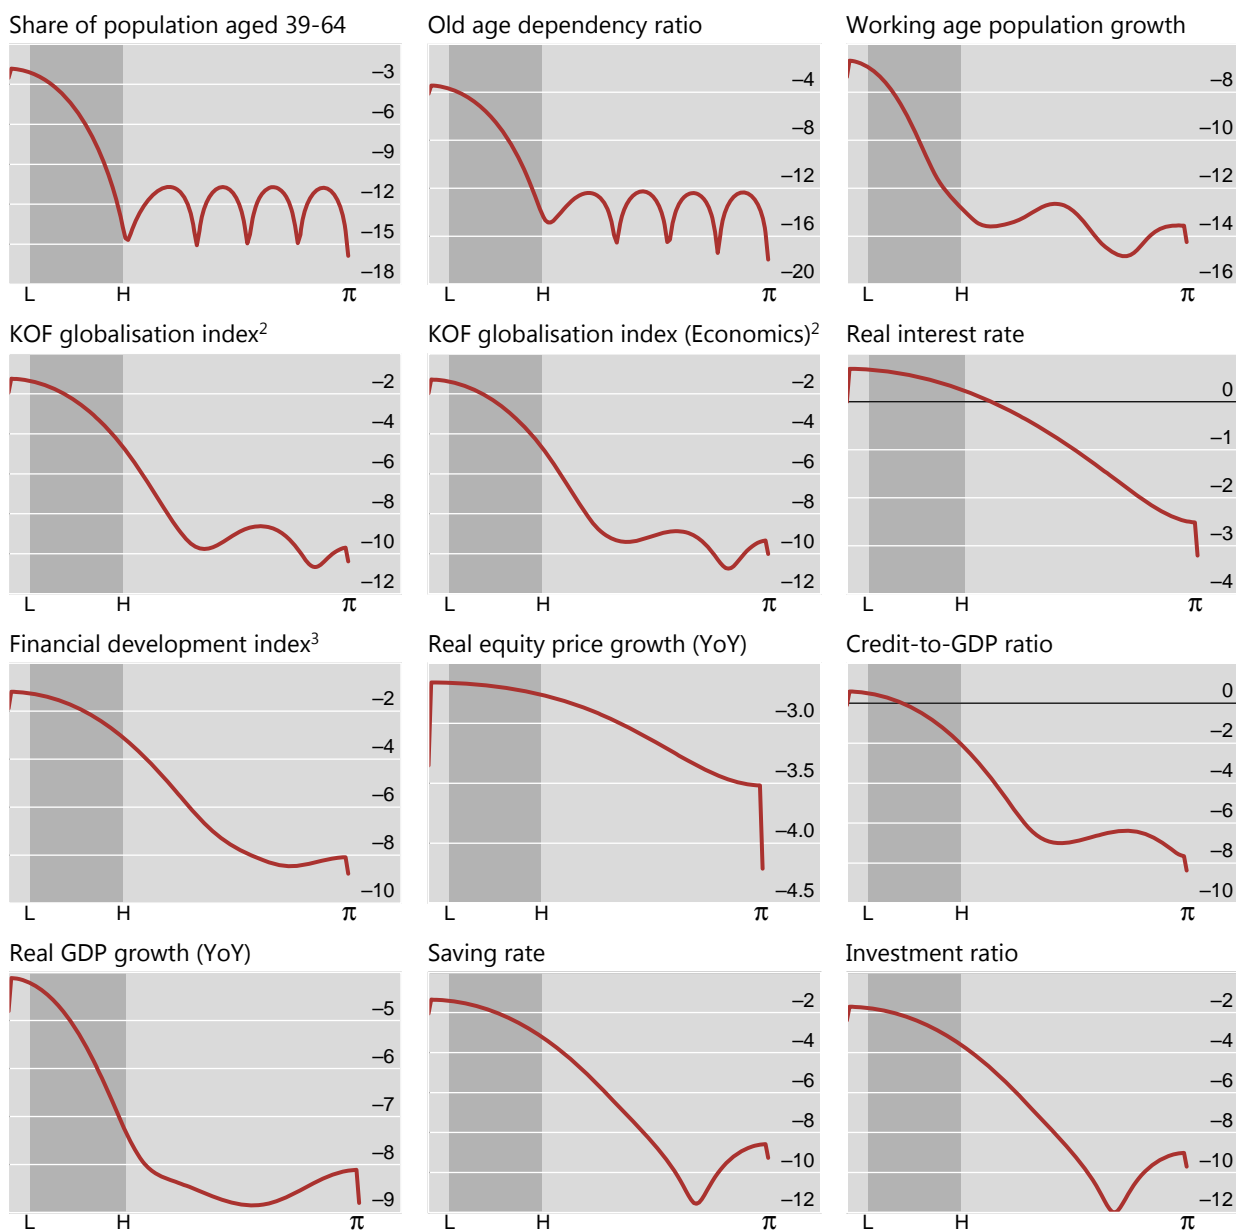 Share of population aged 39-64
Old age dependency ratio
Working age population growth
–3
–6
–9
–12
–15
–18
L H π
–4
–8
–12
–16
–20
L H π
–8
–10
–12
–14
–16
L H π
KOF globalisation index²
KOF globalisation index (Economics)²
Real interest rate
–2
–4
–6
–8
–10
–12
L H π
–2
–4
–6
–8
–10
–12
L H π
0
–1
–2
–3
–4
L H π
Financial development index³
Real equity price growth (YoY)
Credit-to-GDP ratio
–2
–4
–6
–8
–10
L H π
–3.0
–3.5
–4.0
–4.5
L H π
0
–2
–4
–6
–8
–10
L H π
Real GDP growth (YoY)
Saving rate
Investment ratio
–5
–6
–7
–8
–9
L H π
–2
–4
–6
–8
–10
–12
L H π
–2
–4
–6
–8
–10
–12
L H π